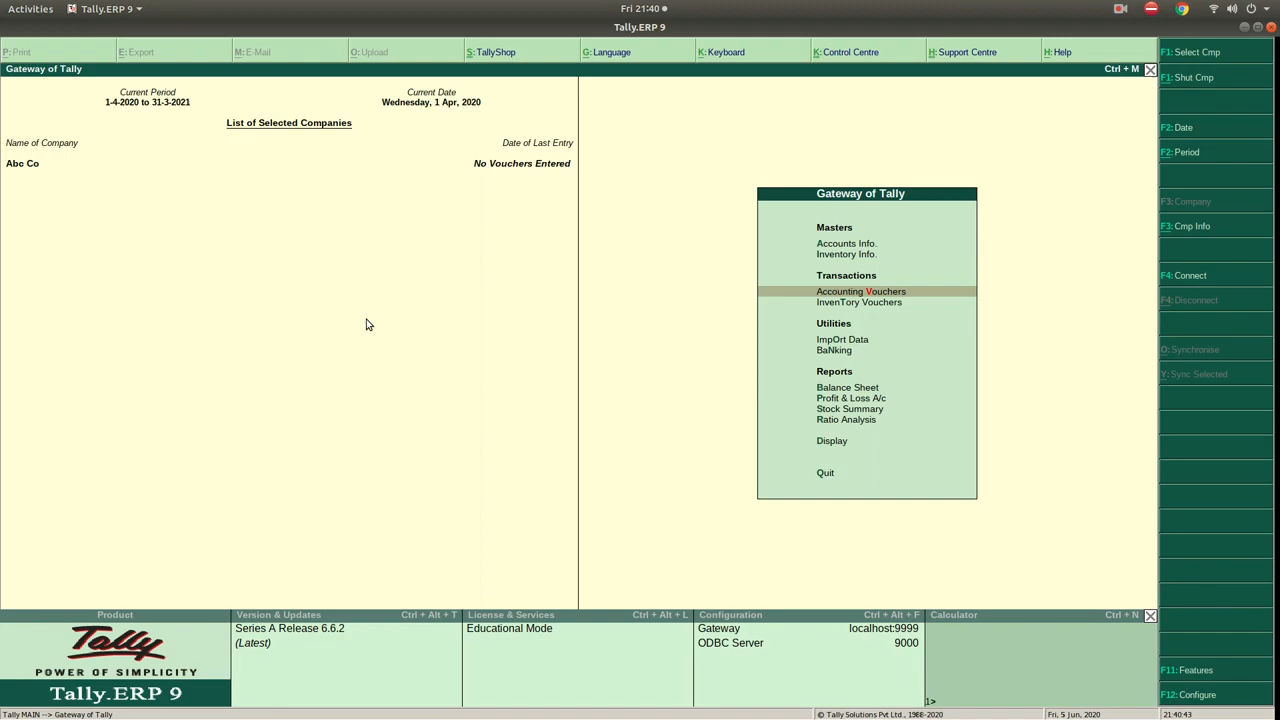 Activities Tally.ERP 9 Fri 21:40
Tally.ERP 9
P: Print E: Export M: E-Mail O: Upload S: TallyShop G: Language K: Keyboard K: Control Centre H: Support Centre H: Help
Gateway of Tally Ctrl + M
Current Period Current Date
1-4-2020 to 31-3-2021 Wednesday, 1 Apr, 2020
List of Selected Companies
Name of Company Date of Last Entry
Abc Co No Vouchers Entered
Gateway of Tally
Masters
Accounts Info.
Inventory Info.
Transactions
Accounting Vouchers
InvenTory Vouchers
Utilities
ImpOrt Data
BaNking
Reports
Balance Sheet
Profit & Loss A/c
Stock Summary
Ratio Analysis
Display
Quit
F1: Select Cmp
F1: Shut Cmp
F2: Date
F2: Period
F3: Company
F3: Cmp Info
F4: Connect
F4: Disconnect
O: Synchronise
Y: Sync Selected
F11: Features
F12: Configure
Product Version & Updates Ctrl + Alt + T License & Services Ctrl + Alt + L Configuration Ctrl + Alt + F Calculator Ctrl + N
Tally
POWER OF SIMPLICITY
Tally.ERP 9
Series A Release 6.6.2
(Latest)
Educational Mode
Gateway localhost:9999
ODBC Server 9000
1>
Tally MAIN --> Gateway of Tally © Tally Solutions Pvt Ltd., 1988-2020 Fri, 5 Jun, 2020 21:40:43